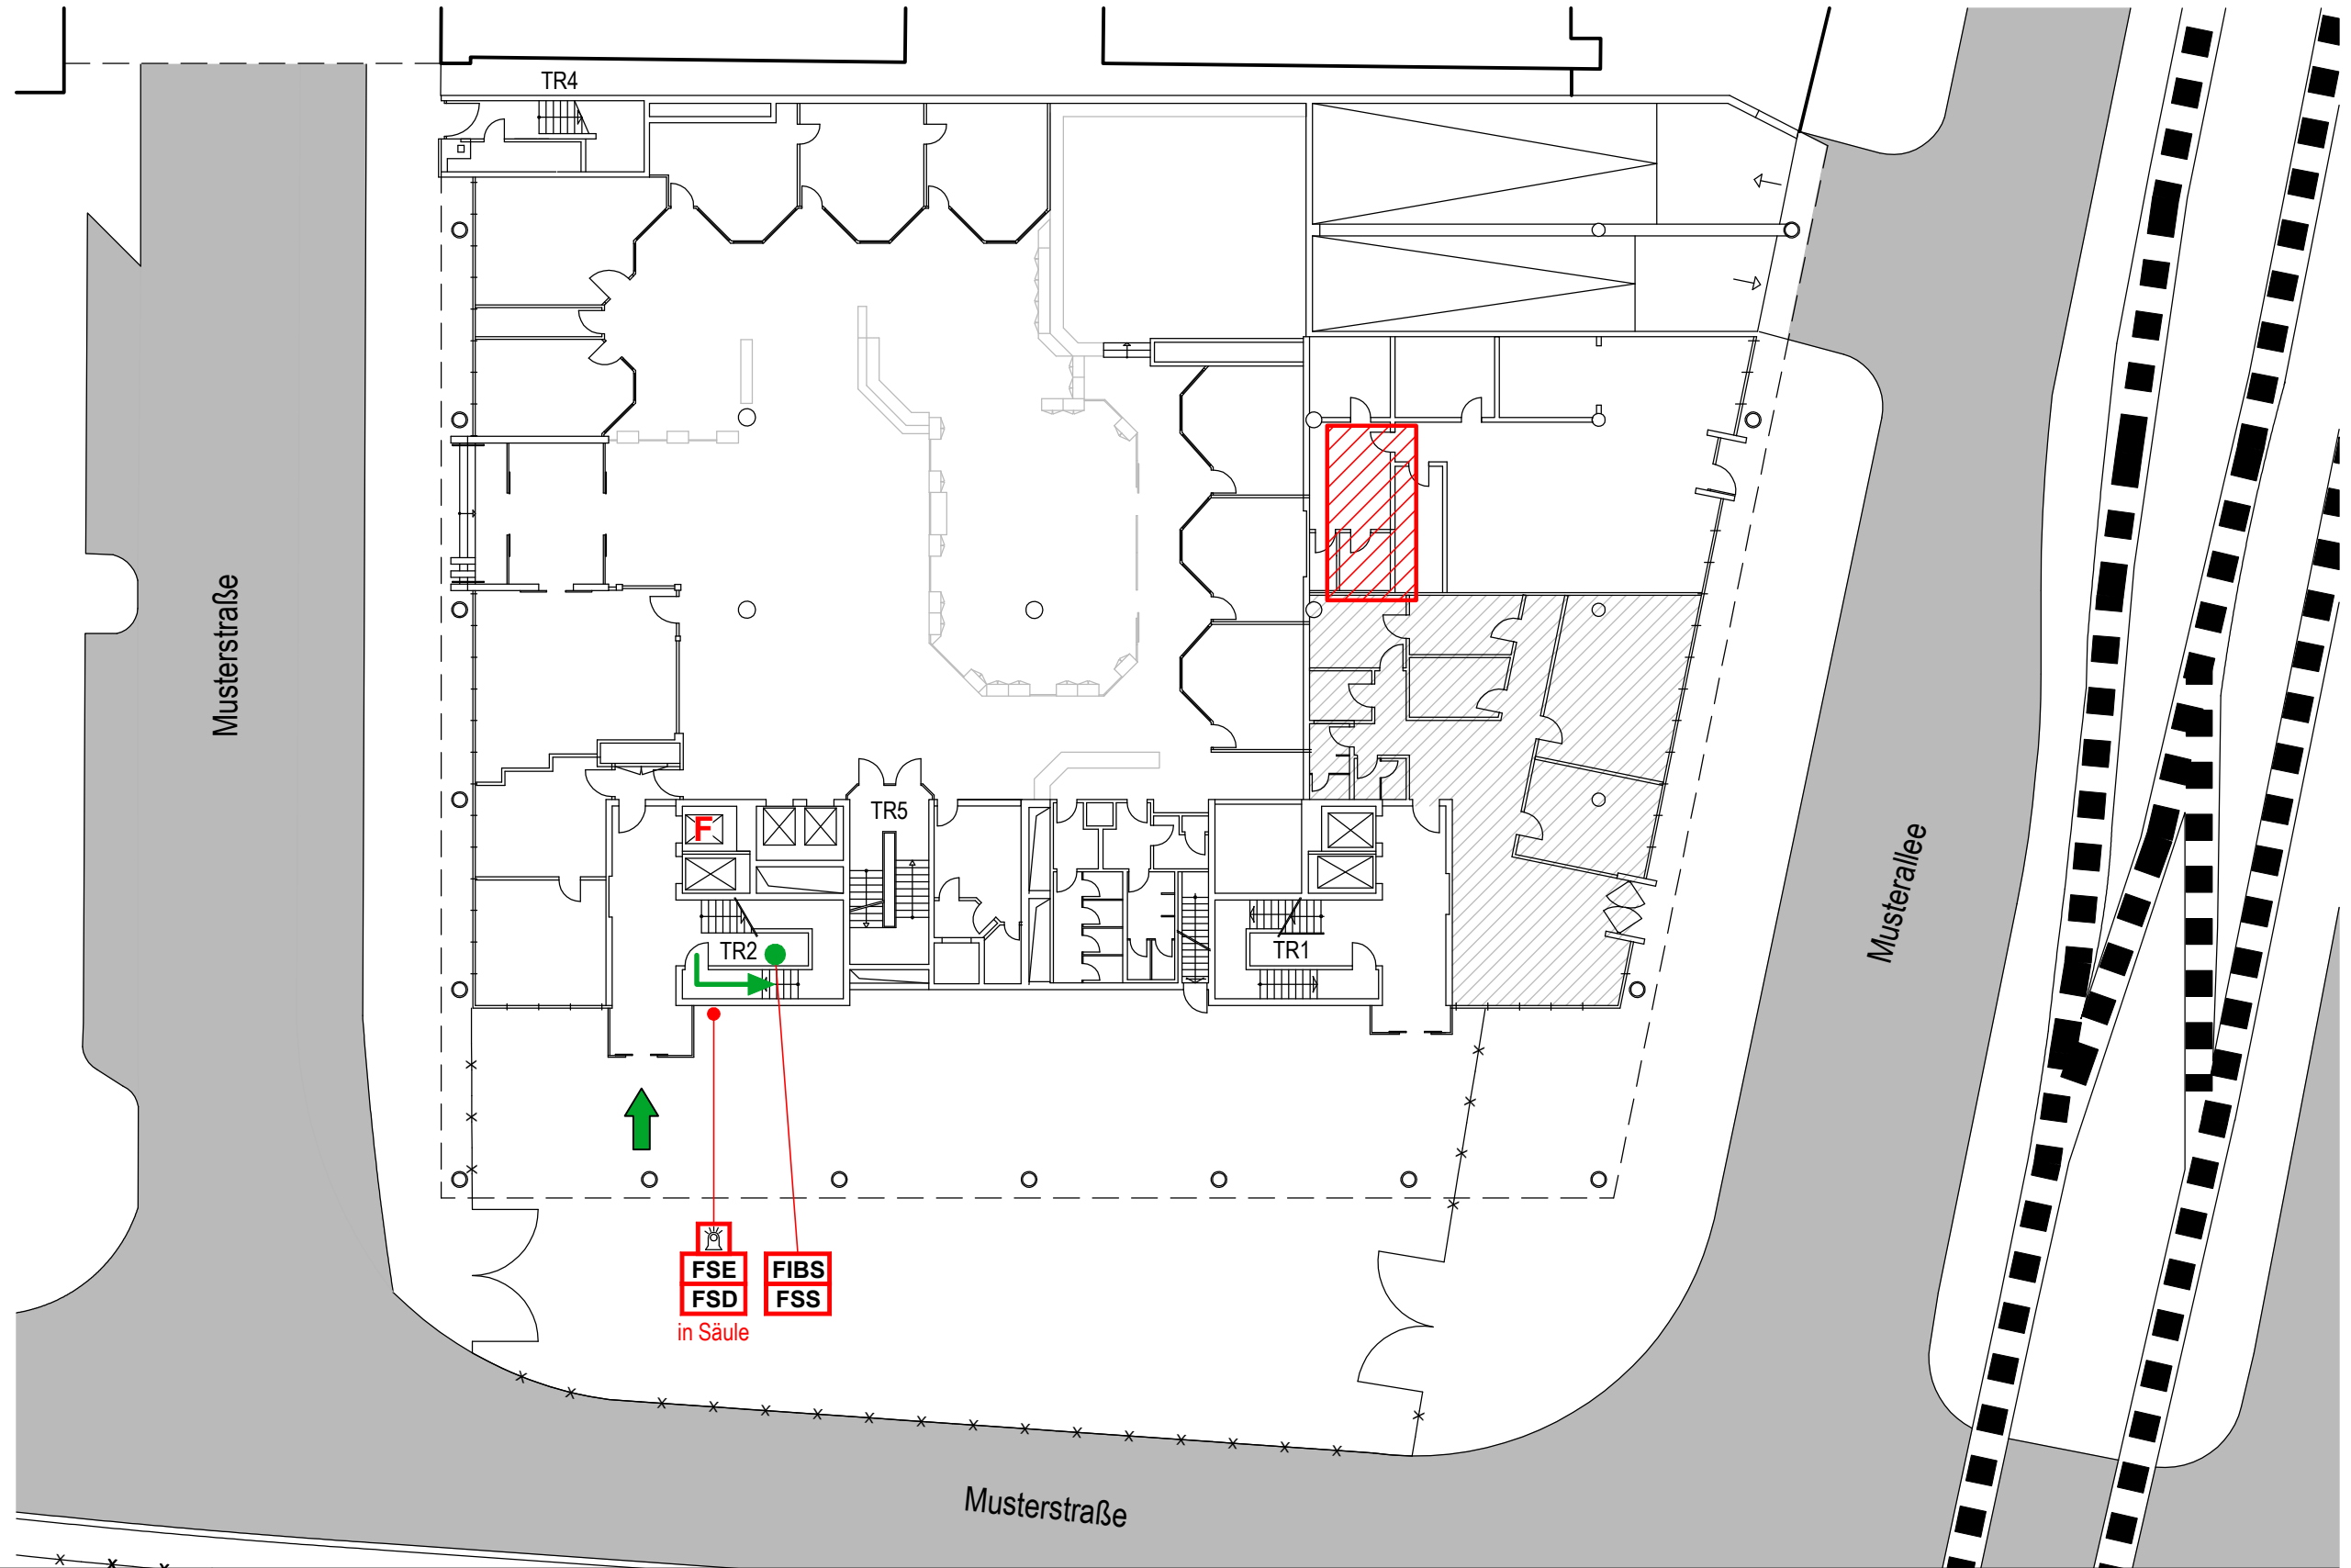 TR4
Musterstraße
TR5
F
TR2
TR1
Musterallee
FSE
FSD
in Säule
FIBS
FSS
Musterstraße